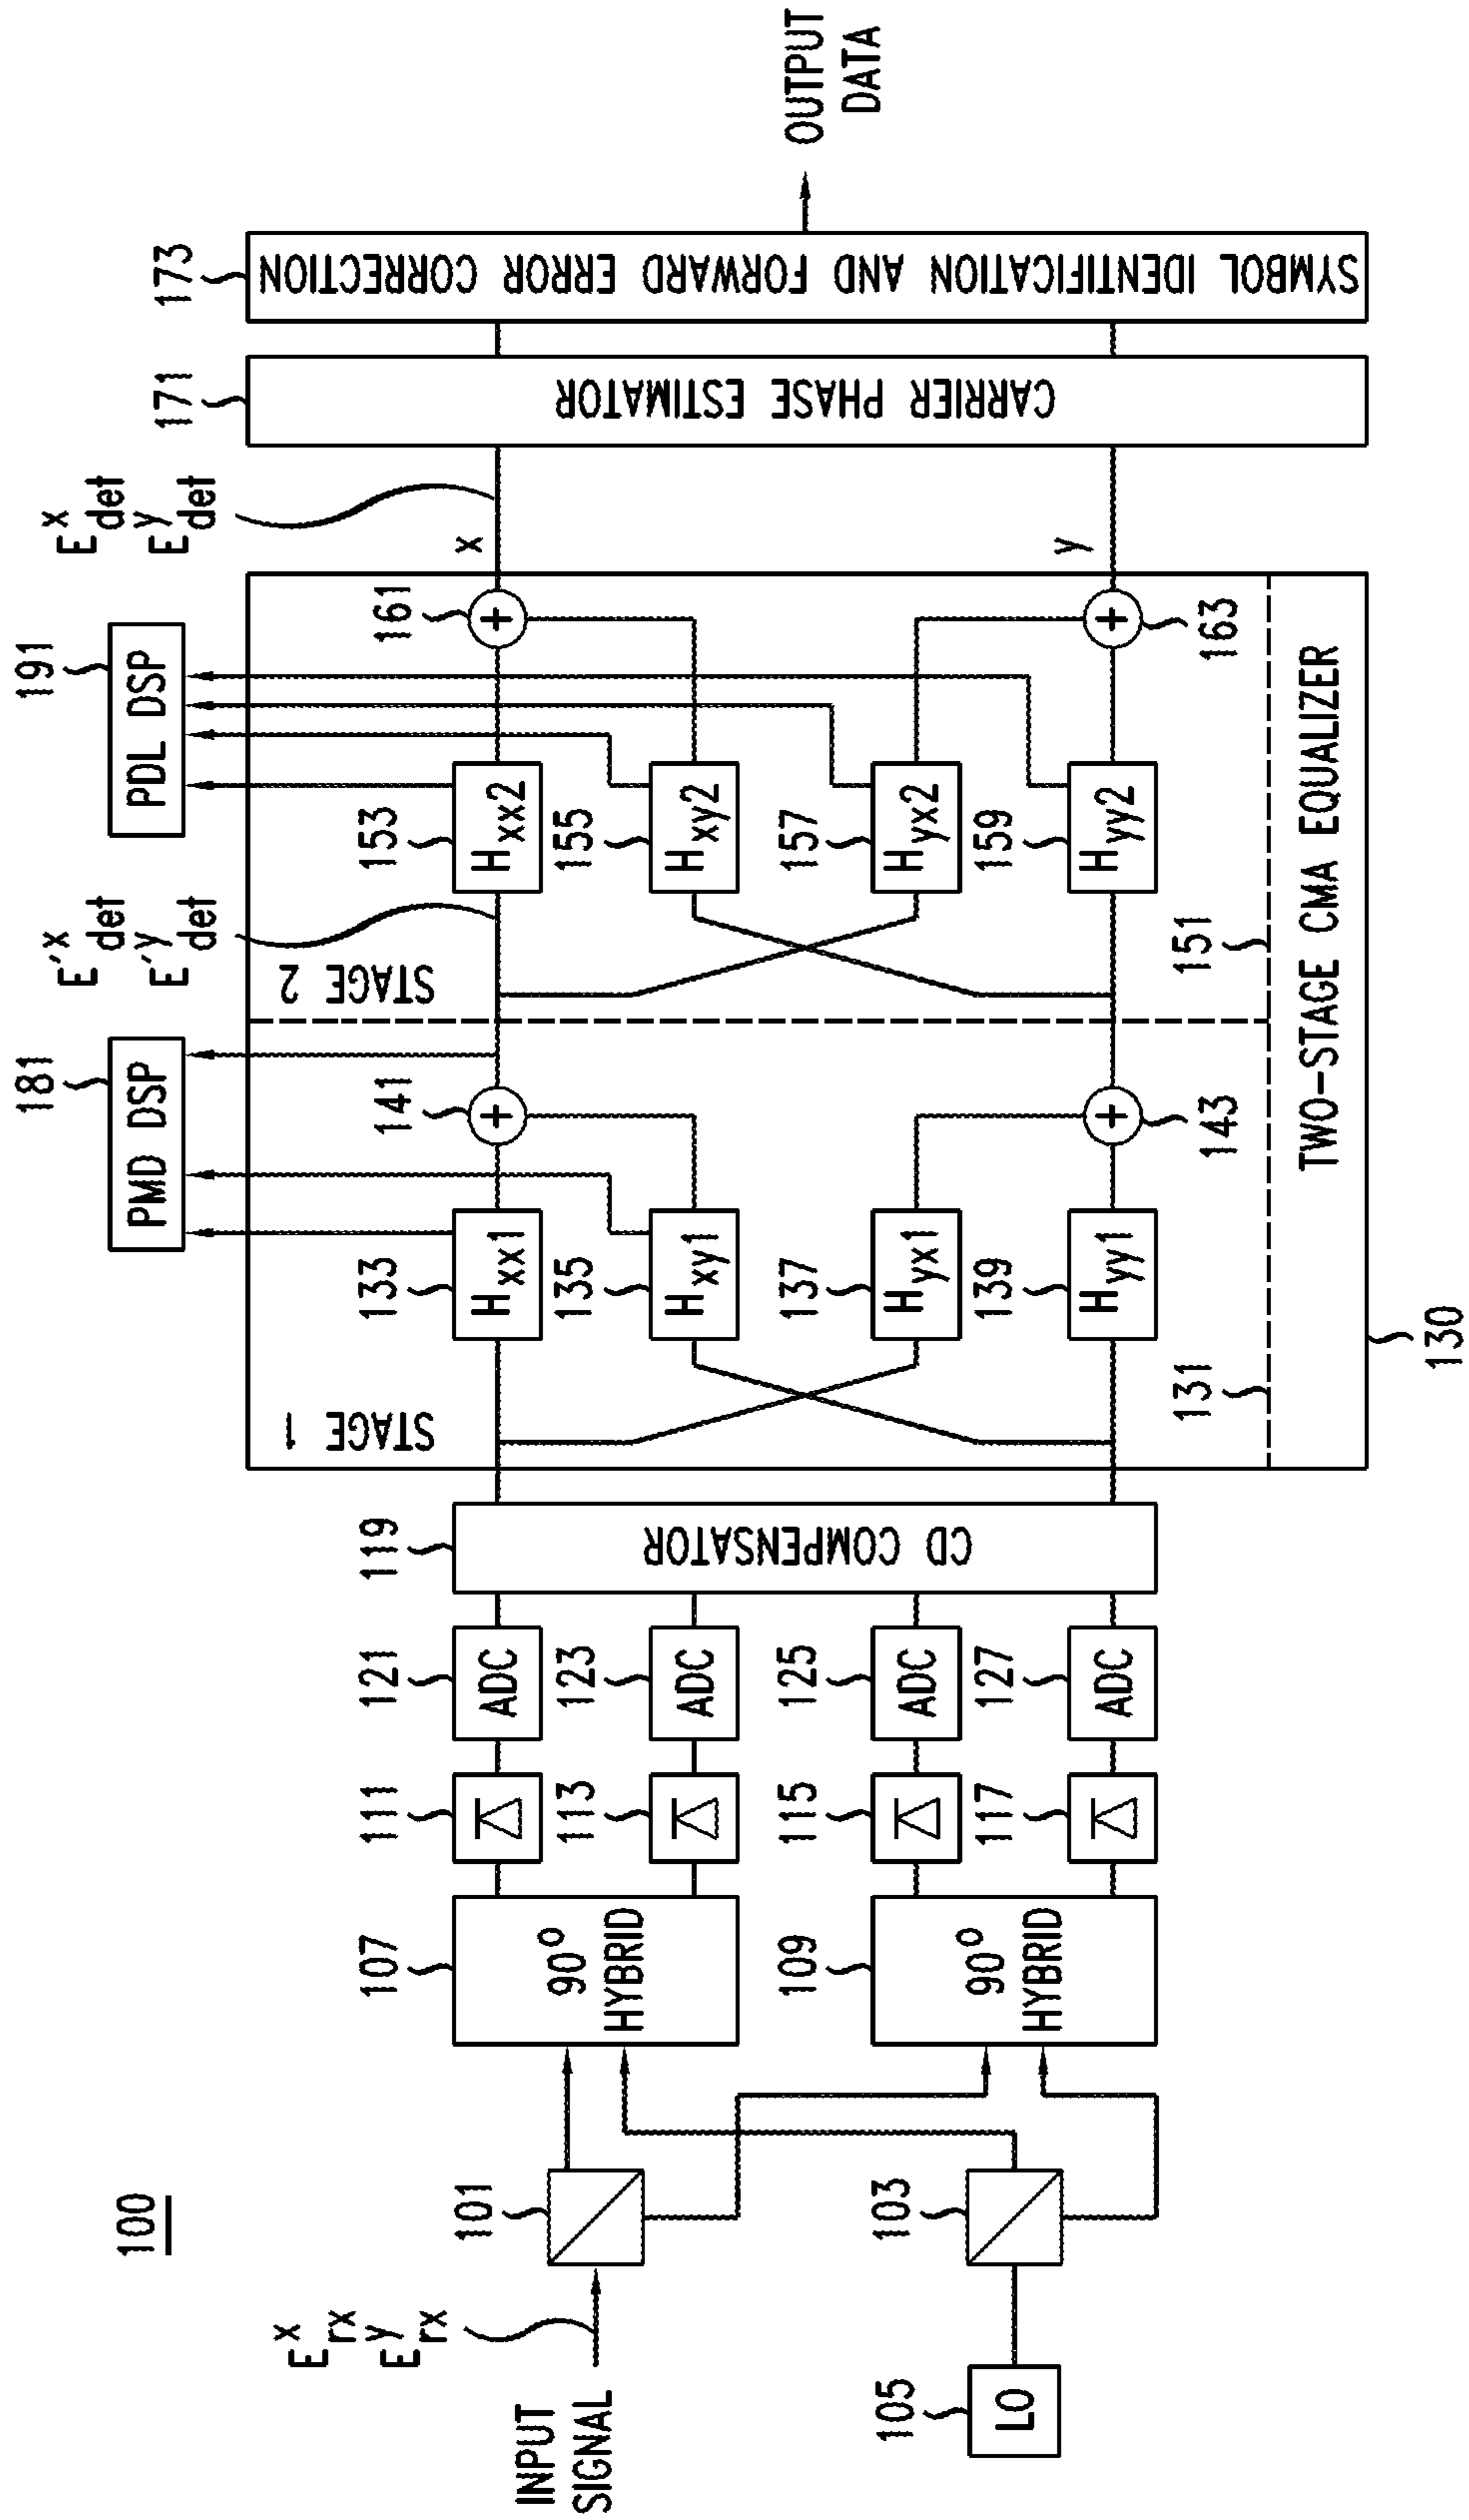 100
INPUT
SIGNAL
E^x_rx
E^y_rx
101
103
105
LO
107
90°
HYBRID
109
90°
HYBRID
111
113
115
117
121
ADC
123
ADC
125
ADC
127
ADC
119
CD COMPENSATOR
STAGE 1
133
H_xx1
135
H_xy1
137
H_yx1
139
H_yy1
141
143
131
181
PMD DSP
E'^x_det
E'^y_det
STAGE 2
153
H_xx2
155
H_xy2
157
H_yx2
159
H_yy2
161
163
151
191
PDL DSP
TWO-STAGE CMA EQUALIZER
130
E^x_det
E^y_det
x
y
171
CARRIER PHASE ESTIMATOR
173
SYMBOL IDENTIFICATION AND FORWARD ERROR CORRECTION
OUTPUT
DATA